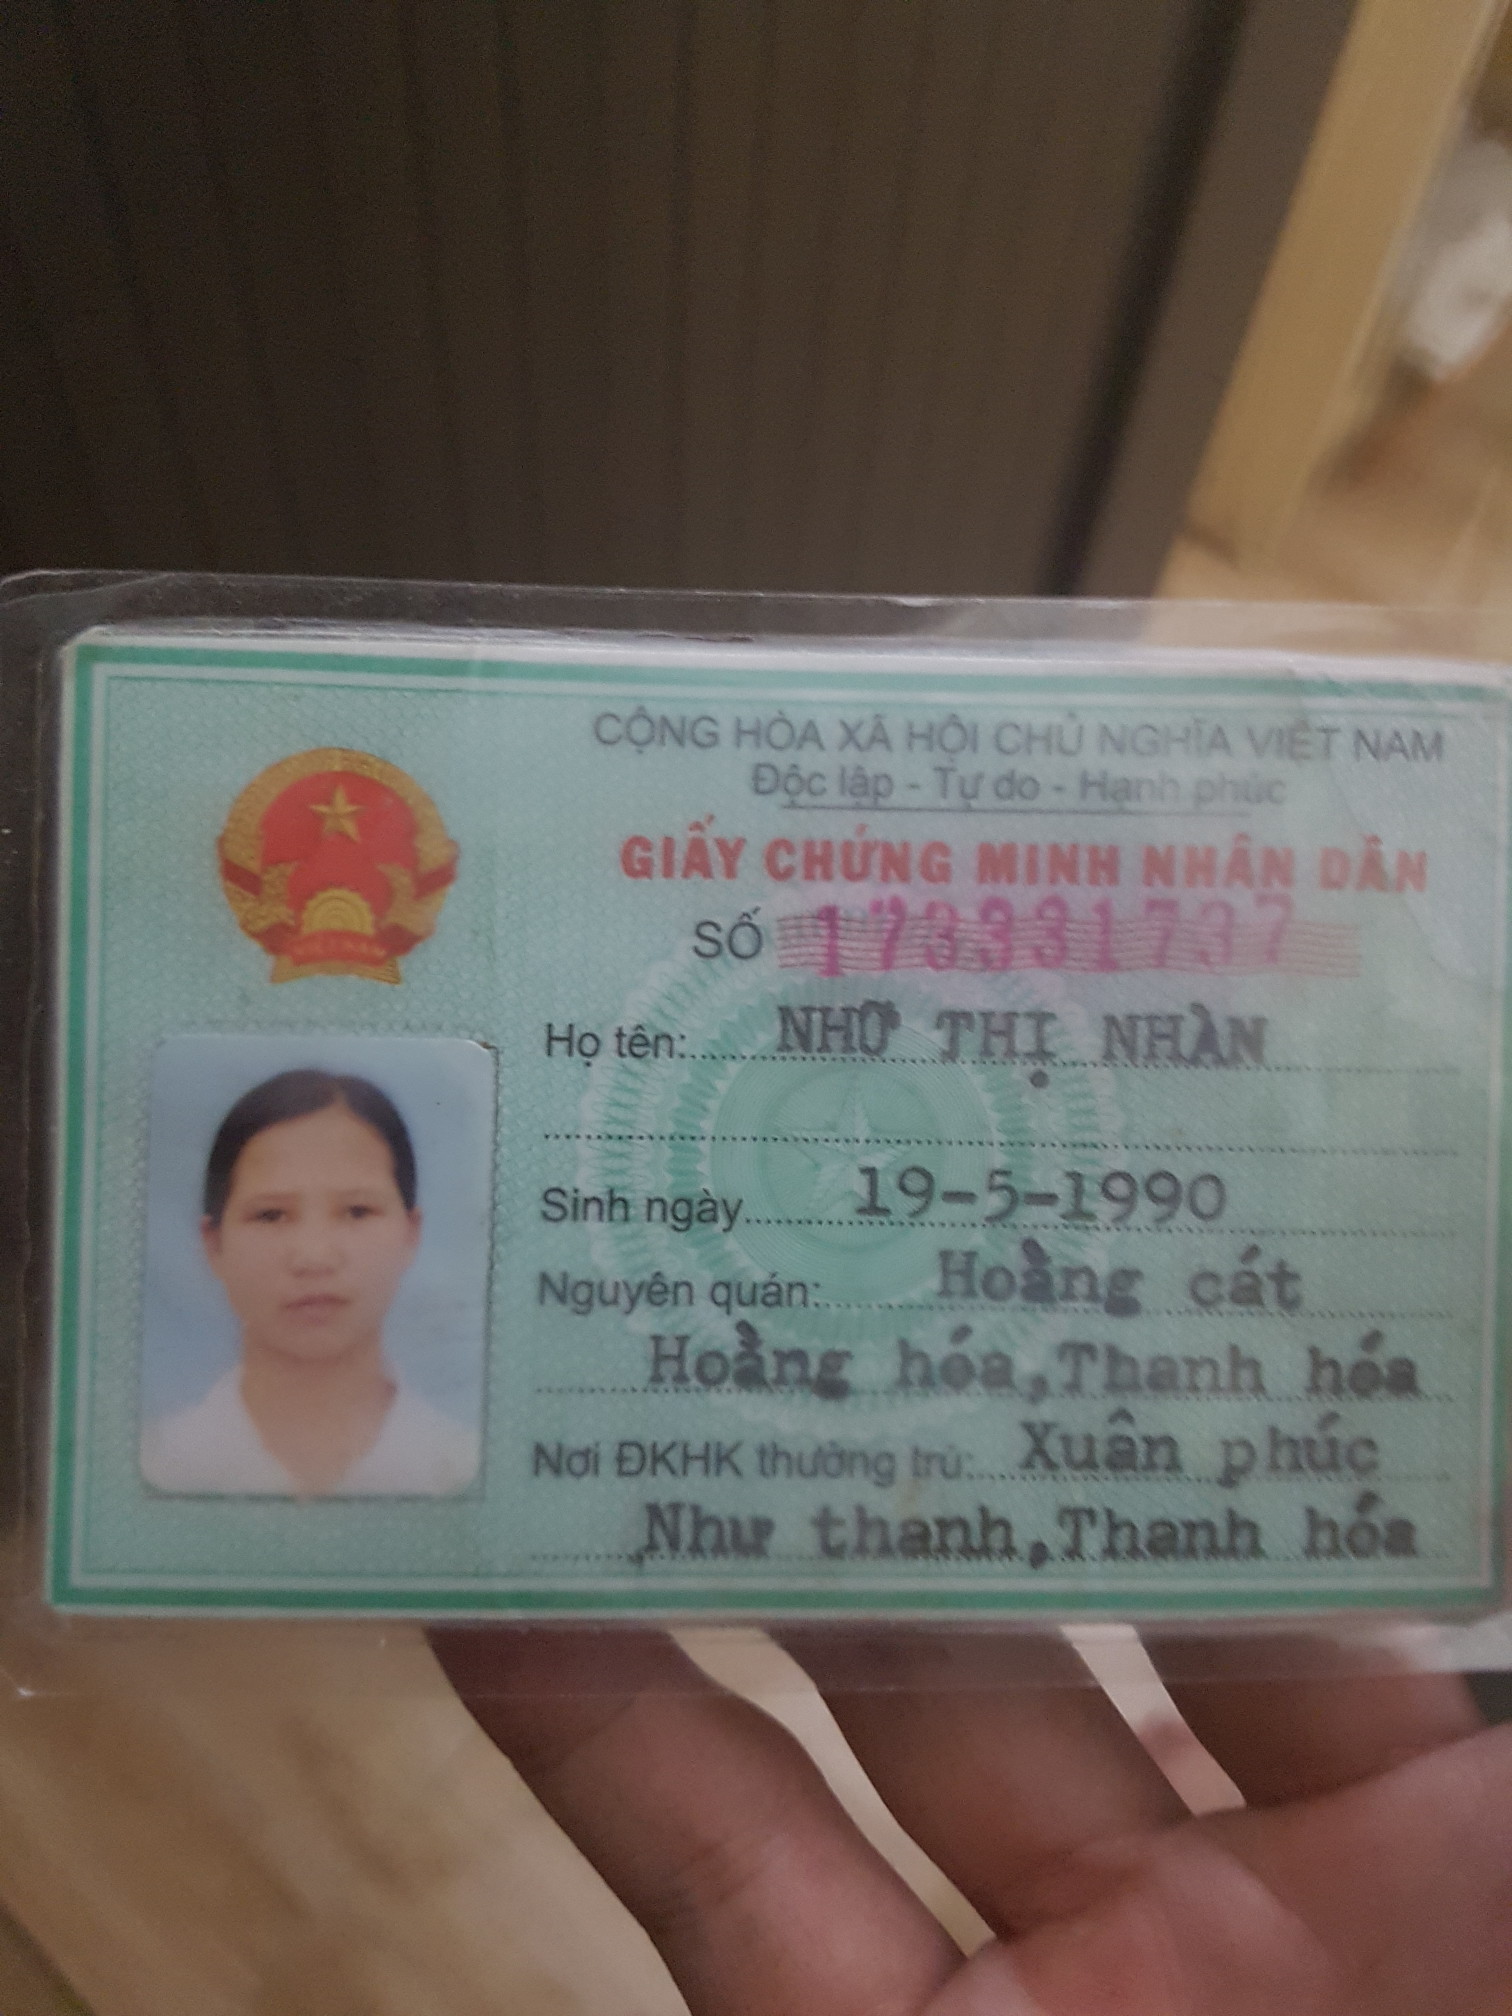 CỘNG HÒA XÃ HỘI CHỦ NGHĨA VIỆT NAM
Độc lập - Tự do - Hạnh phúc
GIẤY CHỨNG MINH NHÂN DÂN
SỐ 173331737
VIỆT NAM
Họ tên: NHỮ THỊ NHÀN
Sinh ngày 19-5-1990
Nguyên quán: Hoằng cát
Hoằng hóa,Thanh hóa
Nơi ĐKHK thường trú: Xuân phúc
Như thanh,Thanh hóa